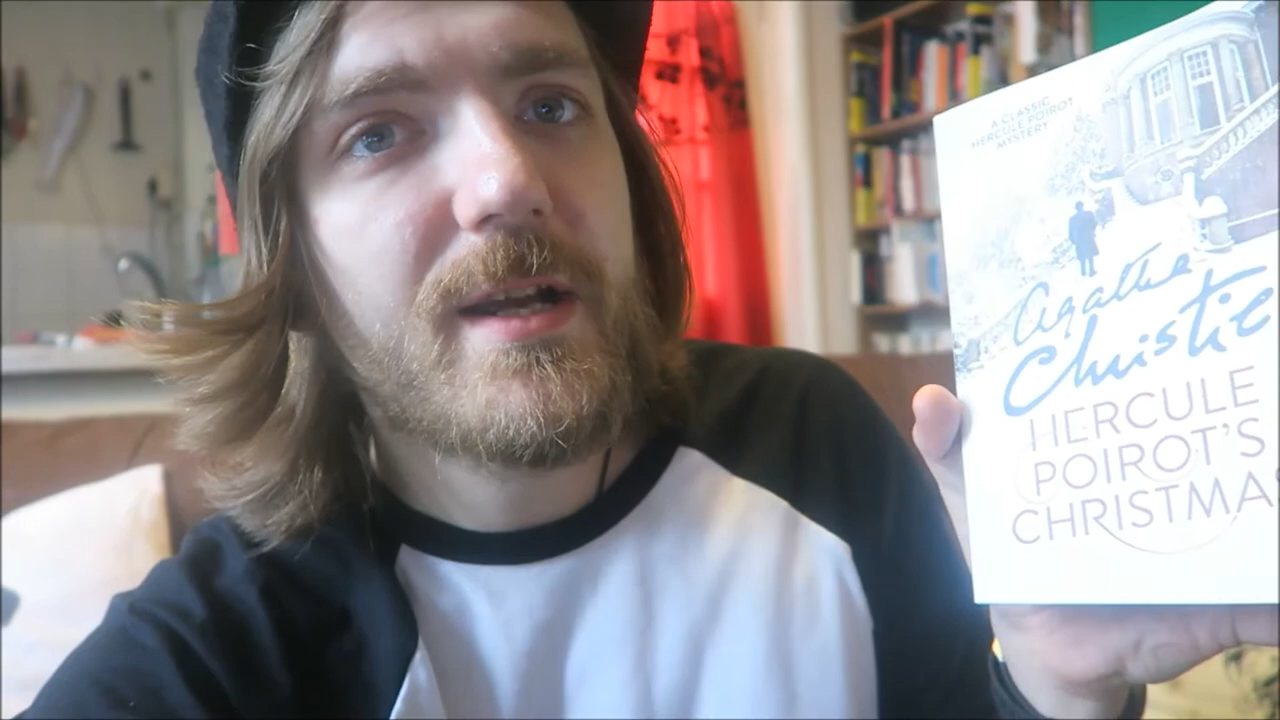 A CLASSIC
HERCULE POIROT
MYSTERY
Agatha
Christie
HERCULE
POIROT'S
CHRISTMAS